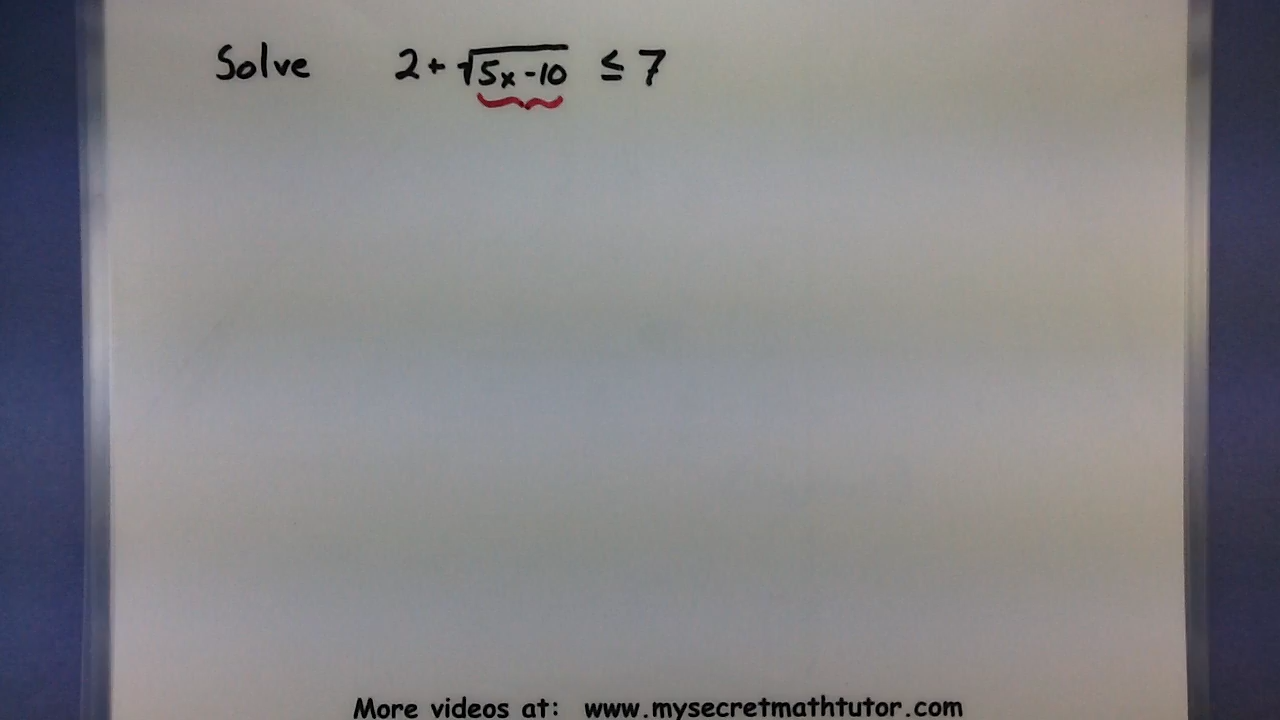 Solve 2 + √(5x - 10) ≤ 7
More videos at: www.mysecretmathtutor.com